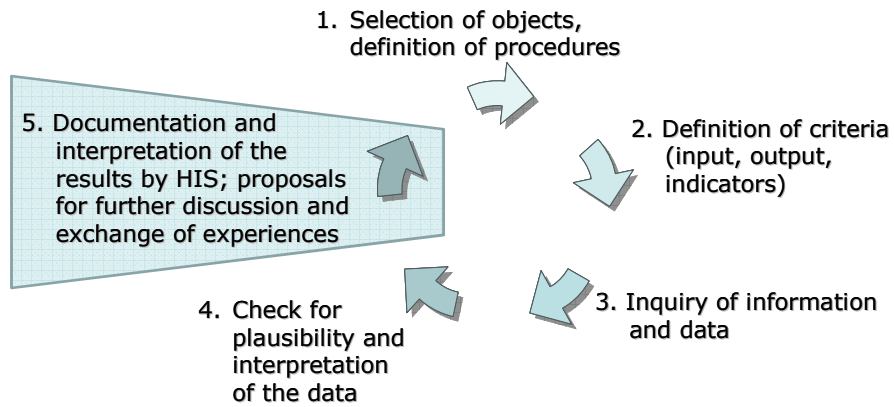 1. Selection of objects,
definition of procedures
2. Definition of criteria
(input, output,
indicators)
3. Inquiry of information
and data
4. Check for
plausibility and
interpretation
of the data
5. Documentation and
interpretation of the
results by HIS; proposals
for further discussion and
exchange of experiences